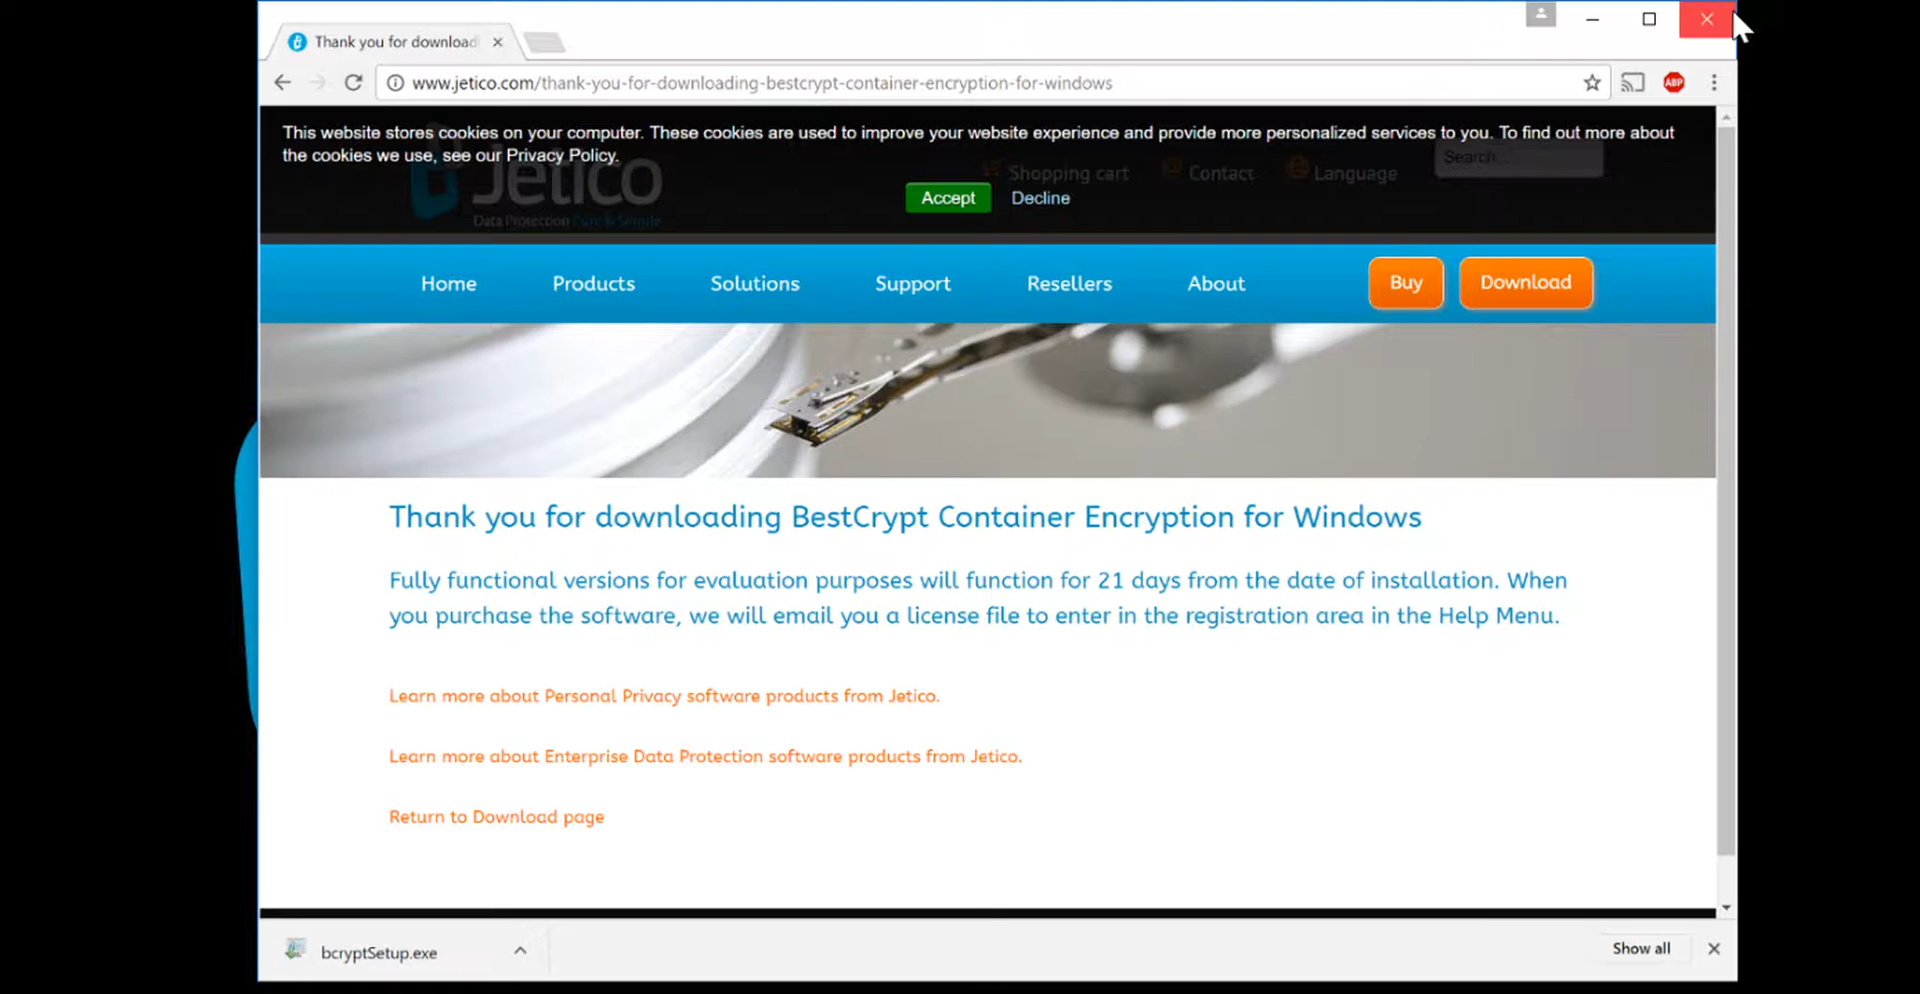 Thank you for download
www.jetico.com/thank-you-for-downloading-bestcrypt-container-encryption-for-windows
ABP
This website stores cookies on your computer. These cookies are used to improve your website experience and provide more personalized services to you. To find out more about
the cookies we use, see our Privacy Policy.
Jetico
Data Protection Pure & Simple
Shopping cart
Contact
Language
Search...
Accept
Decline
Home
Products
Solutions
Support
Resellers
About
Buy
Download
Thank you for downloading BestCrypt Container Encryption for Windows
Fully functional versions for evaluation purposes will function for 21 days from the date of installation. When
you purchase the software, we will email you a license file to enter in the registration area in the Help Menu.
Learn more about Personal Privacy software products from Jetico.
Learn more about Enterprise Data Protection software products from Jetico.
Return to Download page
bcryptSetup.exe
Show all